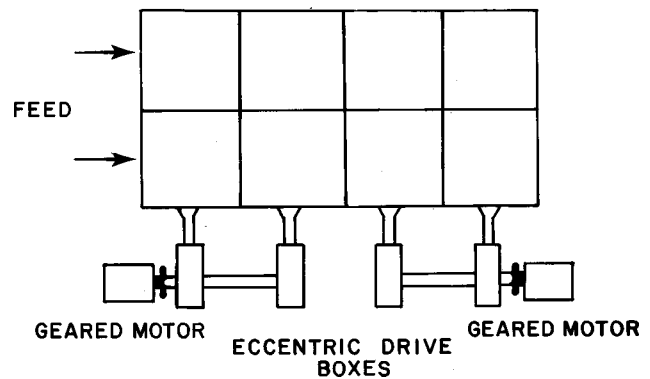 FEED
GEARED MOTOR
ECCENTRIC DRIVE
BOXES
GEARED MOTOR